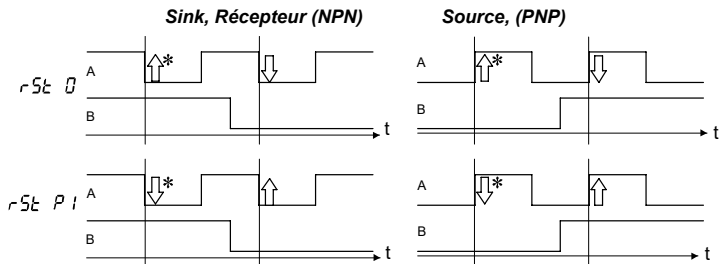 Sink, Récepteur (NPN) Source, (PNP)
A * A *
rSt 0
B t B t
A * A *
rSt P1
B t B t